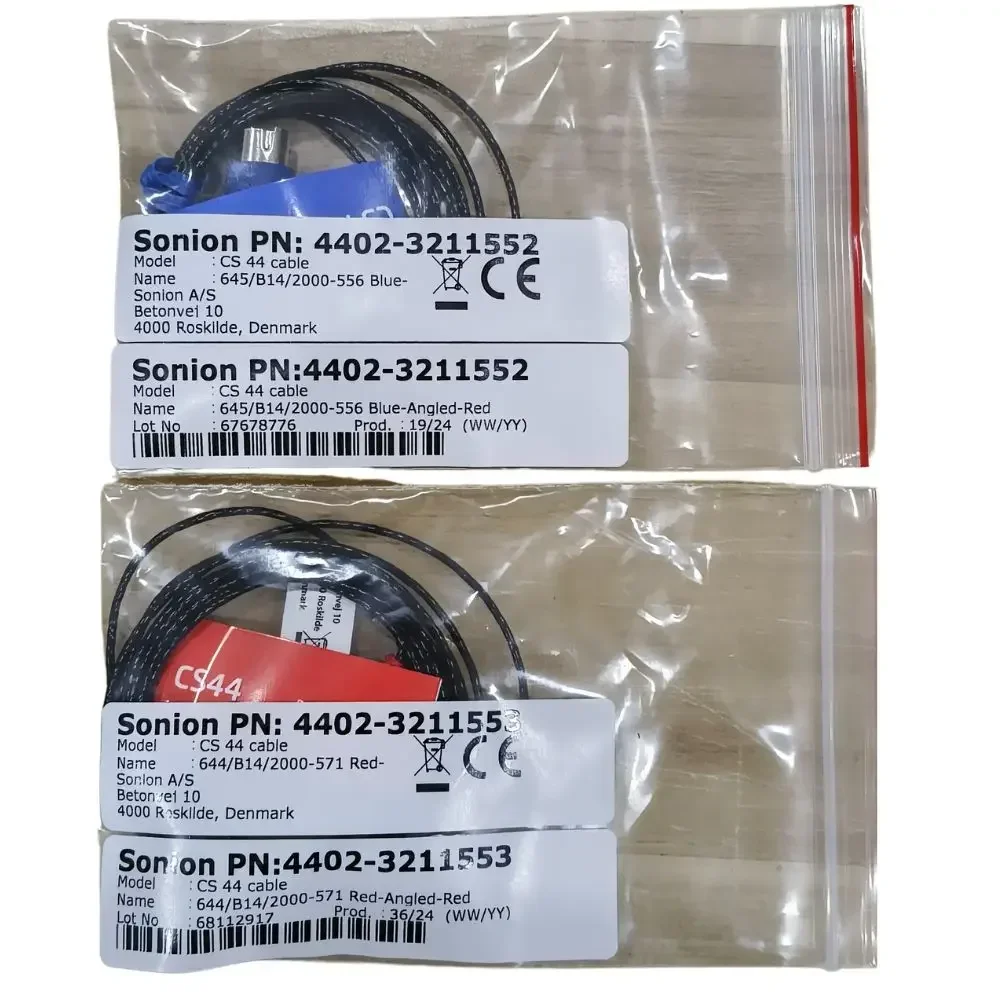 Sonion PN: 4402-3211552
Model : CS 44 cable
Name : 645/B14/2000-556 Blue-
Sonion A/S
Betonvej 10
4000 Roskilde, Denmark
CE
Sonion PN:4402-3211552
Model : CS 44 cable
Name : 645/B14/2000-556 Blue-Angled-Red
Lot No : 67678776 Prod. : 19/24 (WW/YY)
10
Roskilde
CS44
Sonion PN: 4402-3211553
Model : CS 44 cable
Name : 644/B14/2000-571 Red-
Sonion A/S
Betonvej 10
4000 Roskilde, Denmark
CE
Sonion PN:4402-3211553
Model : CS 44 cable
Name : 644/B14/2000-571 Red-Angled-Red
Lot No : 68112917 Prod. : 36/24 (WW/YY)